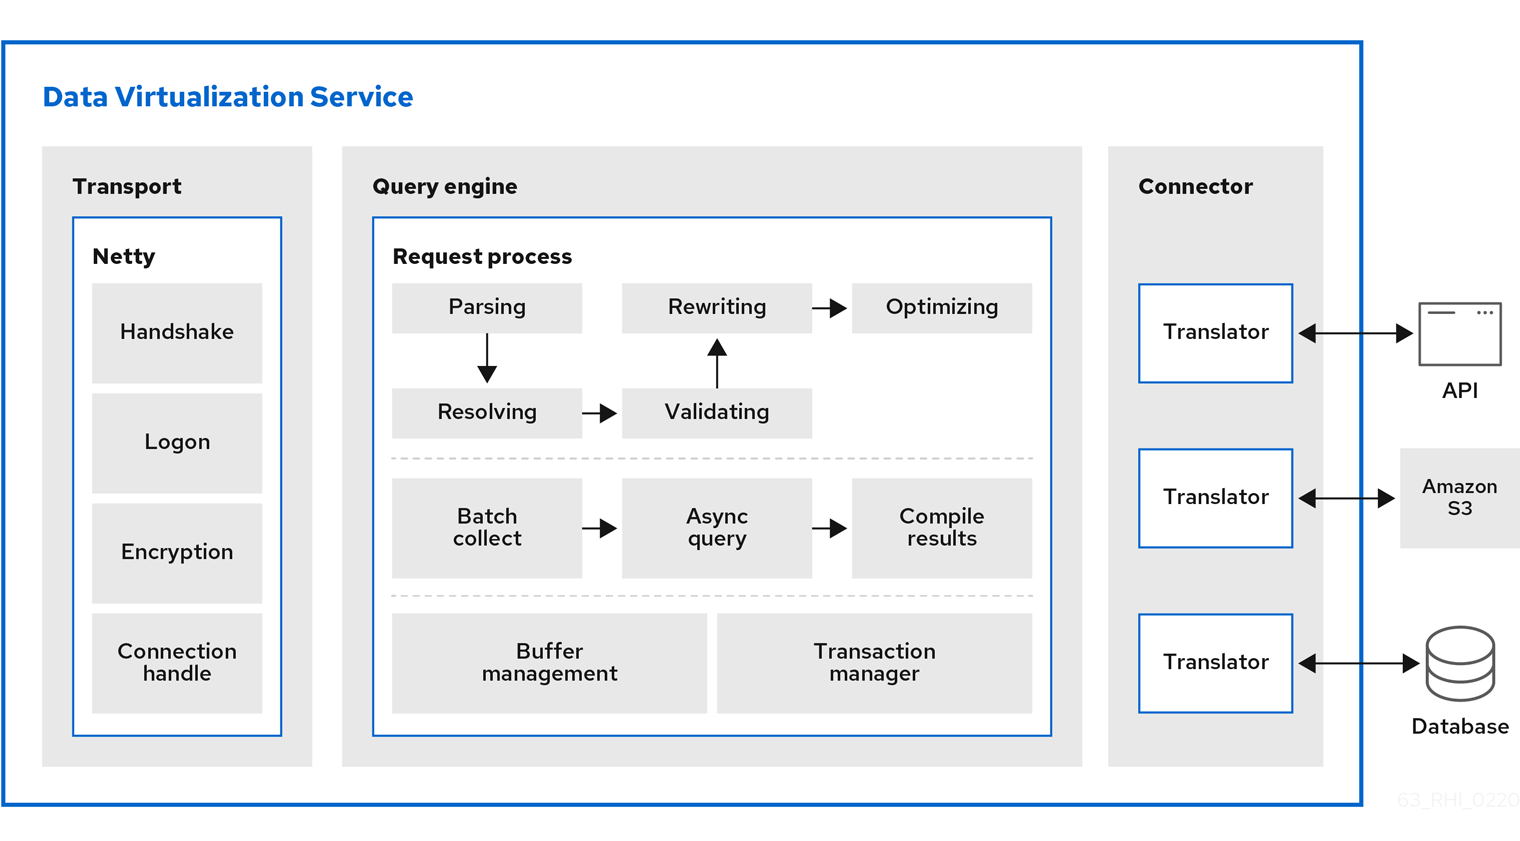 Data Virtualization Service
Transport
Netty
Handshake
Logon
Encryption
Connection
handle
Query engine
Request process
Parsing
Rewriting
Optimizing
Resolving
Validating
Batch
collect
Async
query
Compile
results
Buffer
management
Transaction
manager
Connector
Translator
Translator
Translator
API
Amazon
S3
Database
63_RHI_0220